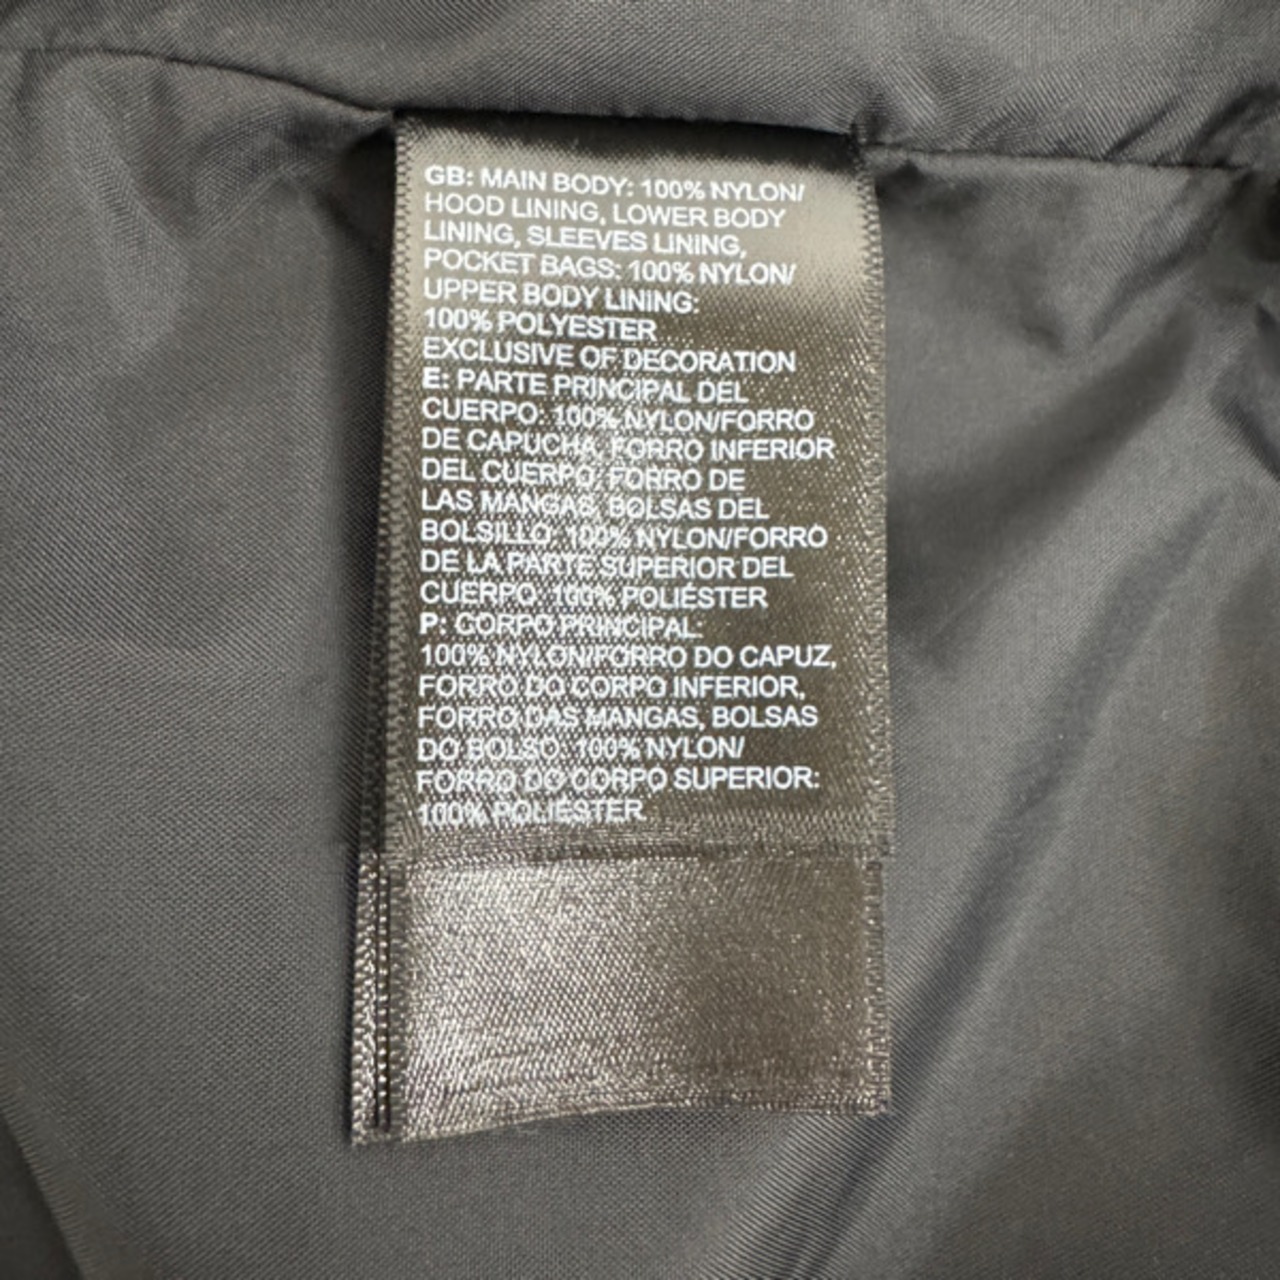 GB: MAIN BODY: 100% NYLON/
HOOD LINING, LOWER BODY
LINING, SLEEVES LINING,
POCKET BAGS: 100% NYLON/
UPPER BODY LINING:
100% POLYESTER
EXCLUSIVE OF DECORATION
E: PARTE PRINCIPAL DEL
CUERPO: 100% NYLON/FORRO
DE CAPUCHA, FORRO INFERIOR
DEL CUERPO, FORRO DE
LAS MANGAS, BOLSAS DEL
BOLSILLO: 100% NYLON/FORRO
DE LA PARTE SUPERIOR DEL
CUERPO: 100% POLIÉSTER
P: CORPO PRINCIPAL:
100% NYLON/FORRO DO CAPUZ,
FORRO DO CORPO INFERIOR,
FORRO DAS MANGAS, BOLSAS
DO BOLSO: 100% NYLON/
FORRO DO CORPO SUPERIOR:
100% POLIÉSTER